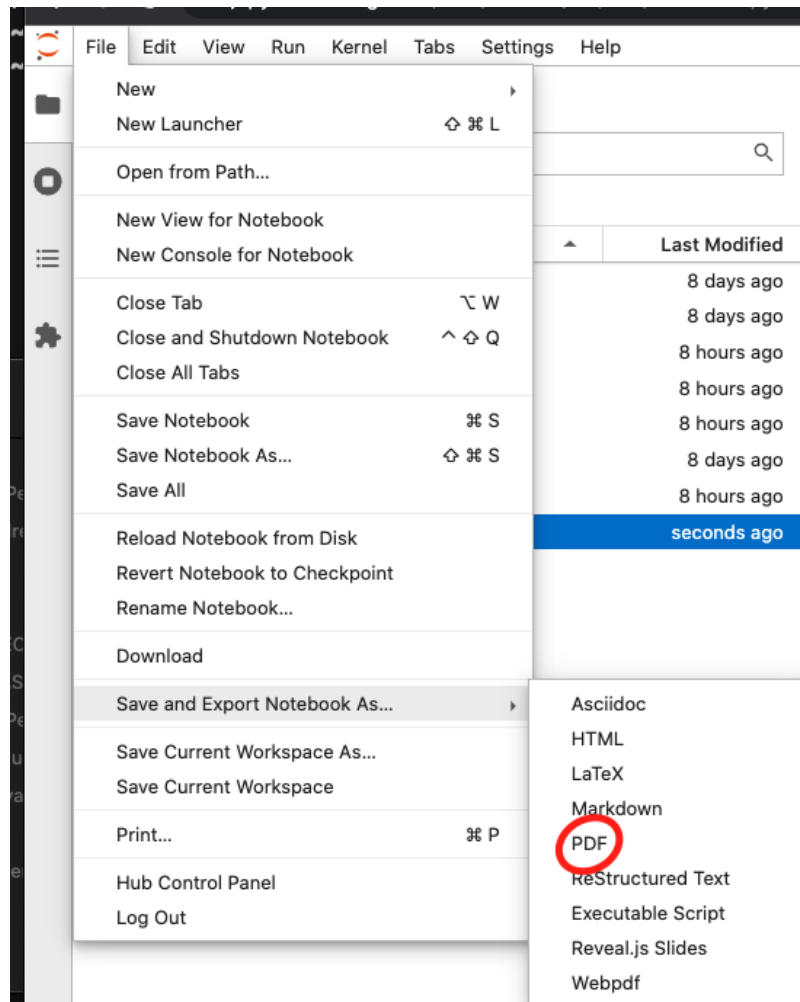 File Edit View Run Kernel Tabs Settings Help
New
New Launcher ⇧ ⌘ L
Open from Path...
New View for Notebook
New Console for Notebook
Close Tab ⌥ W
Close and Shutdown Notebook ^ ⇧ Q
Close All Tabs
Save Notebook ⌘ S
Save Notebook As... ⇧ ⌘ S
Save All
Reload Notebook from Disk
Revert Notebook to Checkpoint
Rename Notebook...
Download
Save and Export Notebook As...
Save Current Workspace As...
Save Current Workspace
Print... ⌘ P
Hub Control Panel
Log Out
Last Modified
8 days ago
8 days ago
8 hours ago
8 hours ago
8 hours ago
8 days ago
8 hours ago
seconds ago
Asciidoc
HTML
LaTeX
Markdown
PDF
ReStructured Text
Executable Script
Reveal.js Slides
Webpdf